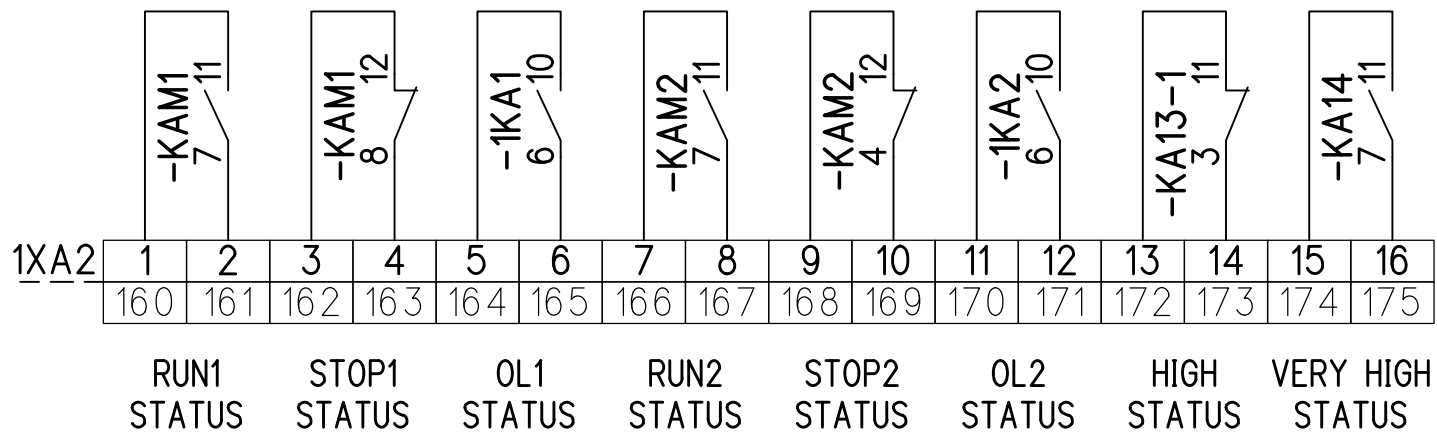 -KAM1 11 7
-KAM1 12 8
-1KA1 10 6
-KAM2 11 7
-KAM2 12 4
-1KA2 10 6
-KA13-1 11 3
-KA14 11 7
1XA2 1 2 3 4 5 6 7 8 9 10 11 12 13 14 15 16
160 161 162 163 164 165 166 167 168 169 170 171 172 173 174 175
RUN1 STOP1 OL1 RUN2 STOP2 OL2 HIGH VERY HIGH
STATUS STATUS STATUS STATUS STATUS STATUS STATUS STATUS